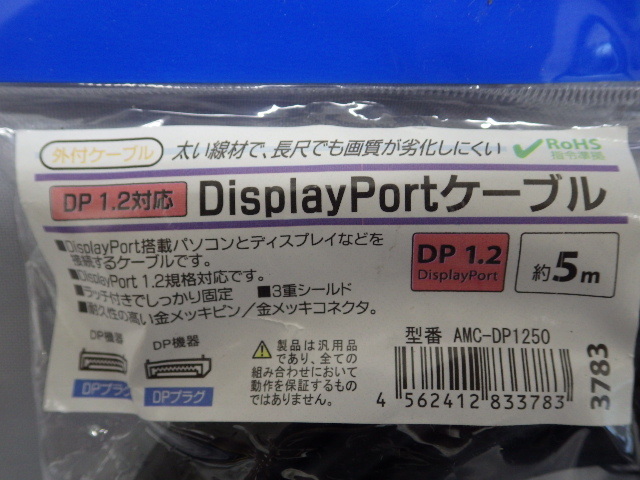 外付ケーブル 太い線材で、長尺でも画質が劣化しにくい RoHS 指令準拠
DP 1.2対応 DisplayPortケーブル
■DisplayPort搭載パソコンとディスプレイなどを
接続するケーブルです。
■DisplayPort 1.2規格対応です。
■ラッチ付きでしっかり固定 ■3重シールド
■耐久性の高い金メッキピン／金メッキコネクタ。
DP 1.2
DisplayPort
約.5m
DP機器 DP機器
DPプラグ DPプラグ
製品は汎用品
であり、全ての
組み合わせにおいて
動作を保証するもの
ではありません。
型番 AMC-DP1250
4 562412 833783
3783